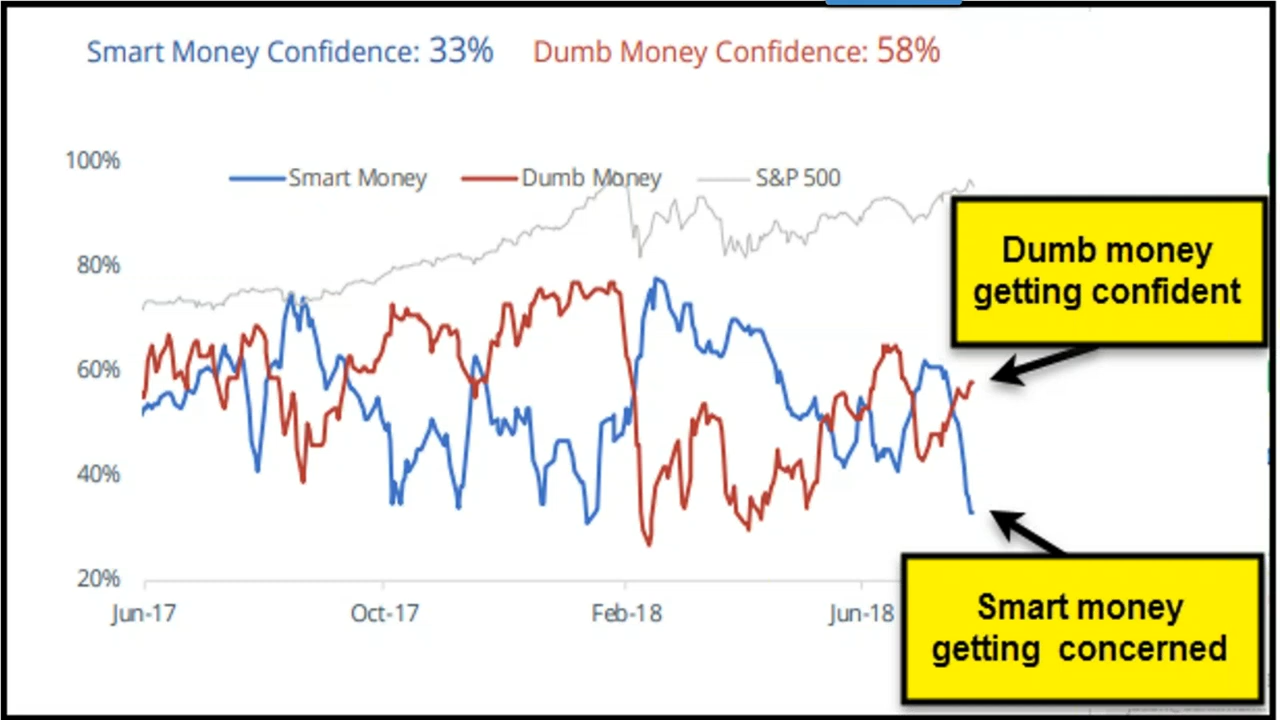 Smart Money Confidence: 33% Dumb Money Confidence: 58%
100%
Smart Money Dumb Money S&P 500
80%
Dumb money
getting confident
60%
40%
20%
Jun-17 Oct-17 Feb-18 Jun-18
Smart money
getting concerned